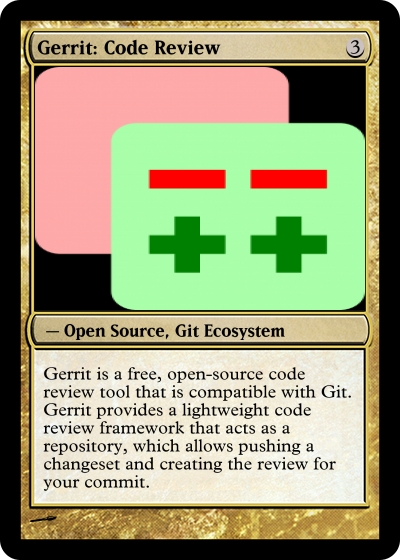 Gerrit: Code Review 3
— Open Source, Git Ecosystem
Gerrit is a free, open-source code
review tool that is compatible with Git.
Gerrit provides a lightweight code
review framework that acts as a
repository, which allows pushing a
changeset and creating the review for
your commit.